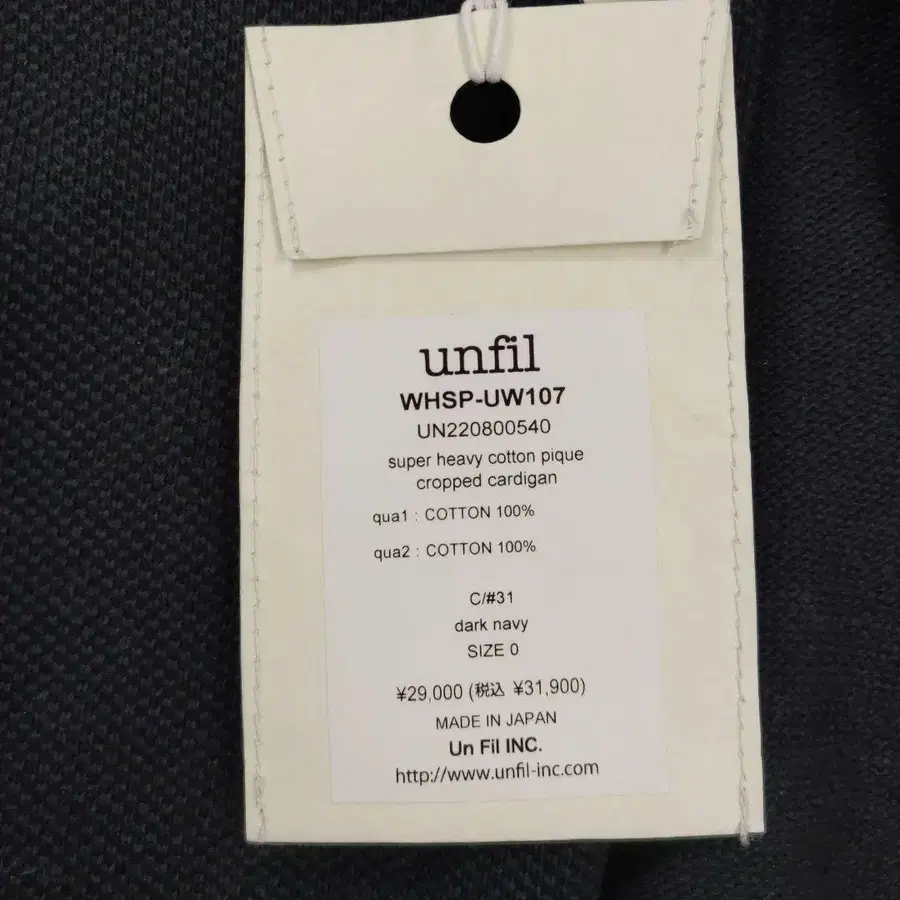 unfil
WHSP-UW107
UN220800540
super heavy cotton pique
cropped cardigan
qua1 : COTTON 100%
qua2 : COTTON 100%
C/#31
dark navy
SIZE 0
¥29,000 (税込 ¥31,900)
MADE IN JAPAN
Un Fil INC.
http://www.unfil-inc.com